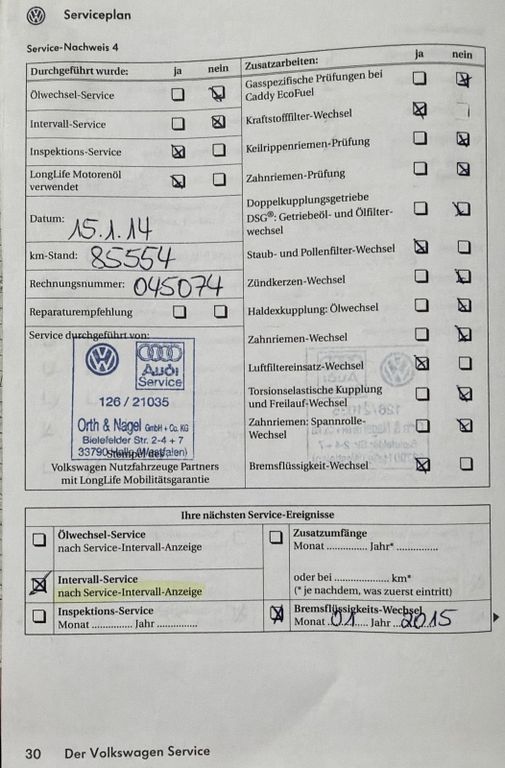 Serviceplan
Service-Nachweis 4
Durchgeführt wurde: ja nein
Ölwechsel-Service
Intervall-Service
Inspektions-Service
LongLife Motorenöl
verwendet
Datum: 15.1.14
km-Stand: 85554
Rechnungsnummer: 045074
Reparaturempfehlung
Service durchgeführt von:
Audi
Service
126 / 21035
Orth & Nagel GmbH + Co. KG
Bielefelder Str. 2-4 + 7
33790 Halle (Westfalen)
Stempel des
Volkswagen Nutzfahrzeuge Partners
mit LongLife Mobilitätsgarantie
Zusatzarbeiten: ja nein
Gasspezifische Prüfungen bei
Caddy EcoFuel
Kraftstofffilter-Wechsel
Keilrippenriemen-Prüfung
Zahnriemen-Prüfung
Doppelkupplungsgetriebe
DSG®: Getriebeöl- und Ölfilter-
wechsel
Staub- und Pollenfilter-Wechsel
Zündkerzen-Wechsel
Haldexkupplung: Ölwechsel
Zahnriemen-Wechsel
Luftfiltereinsatz-Wechsel
Torsionselastische Kupplung
und Freilauf-Wechsel
Zahnriemen: Spannrolle-
Wechsel
Bremsflüssigkeit-Wechsel
Ihre nächsten Service-Ereignisse
Ölwechsel-Service
nach Service-Intervall-Anzeige
Intervall-Service
nach Service-Intervall-Anzeige
Inspektions-Service
Monat .............. Jahr ..............
Zusatzumfänge
Monat .............. Jahr* ..............
oder bei ................... km*
(* je nachdem, was zuerst eintritt)
Bremsflüssigkeits-Wechsel
Monat 01 Jahr 2015
30 Der Volkswagen Service